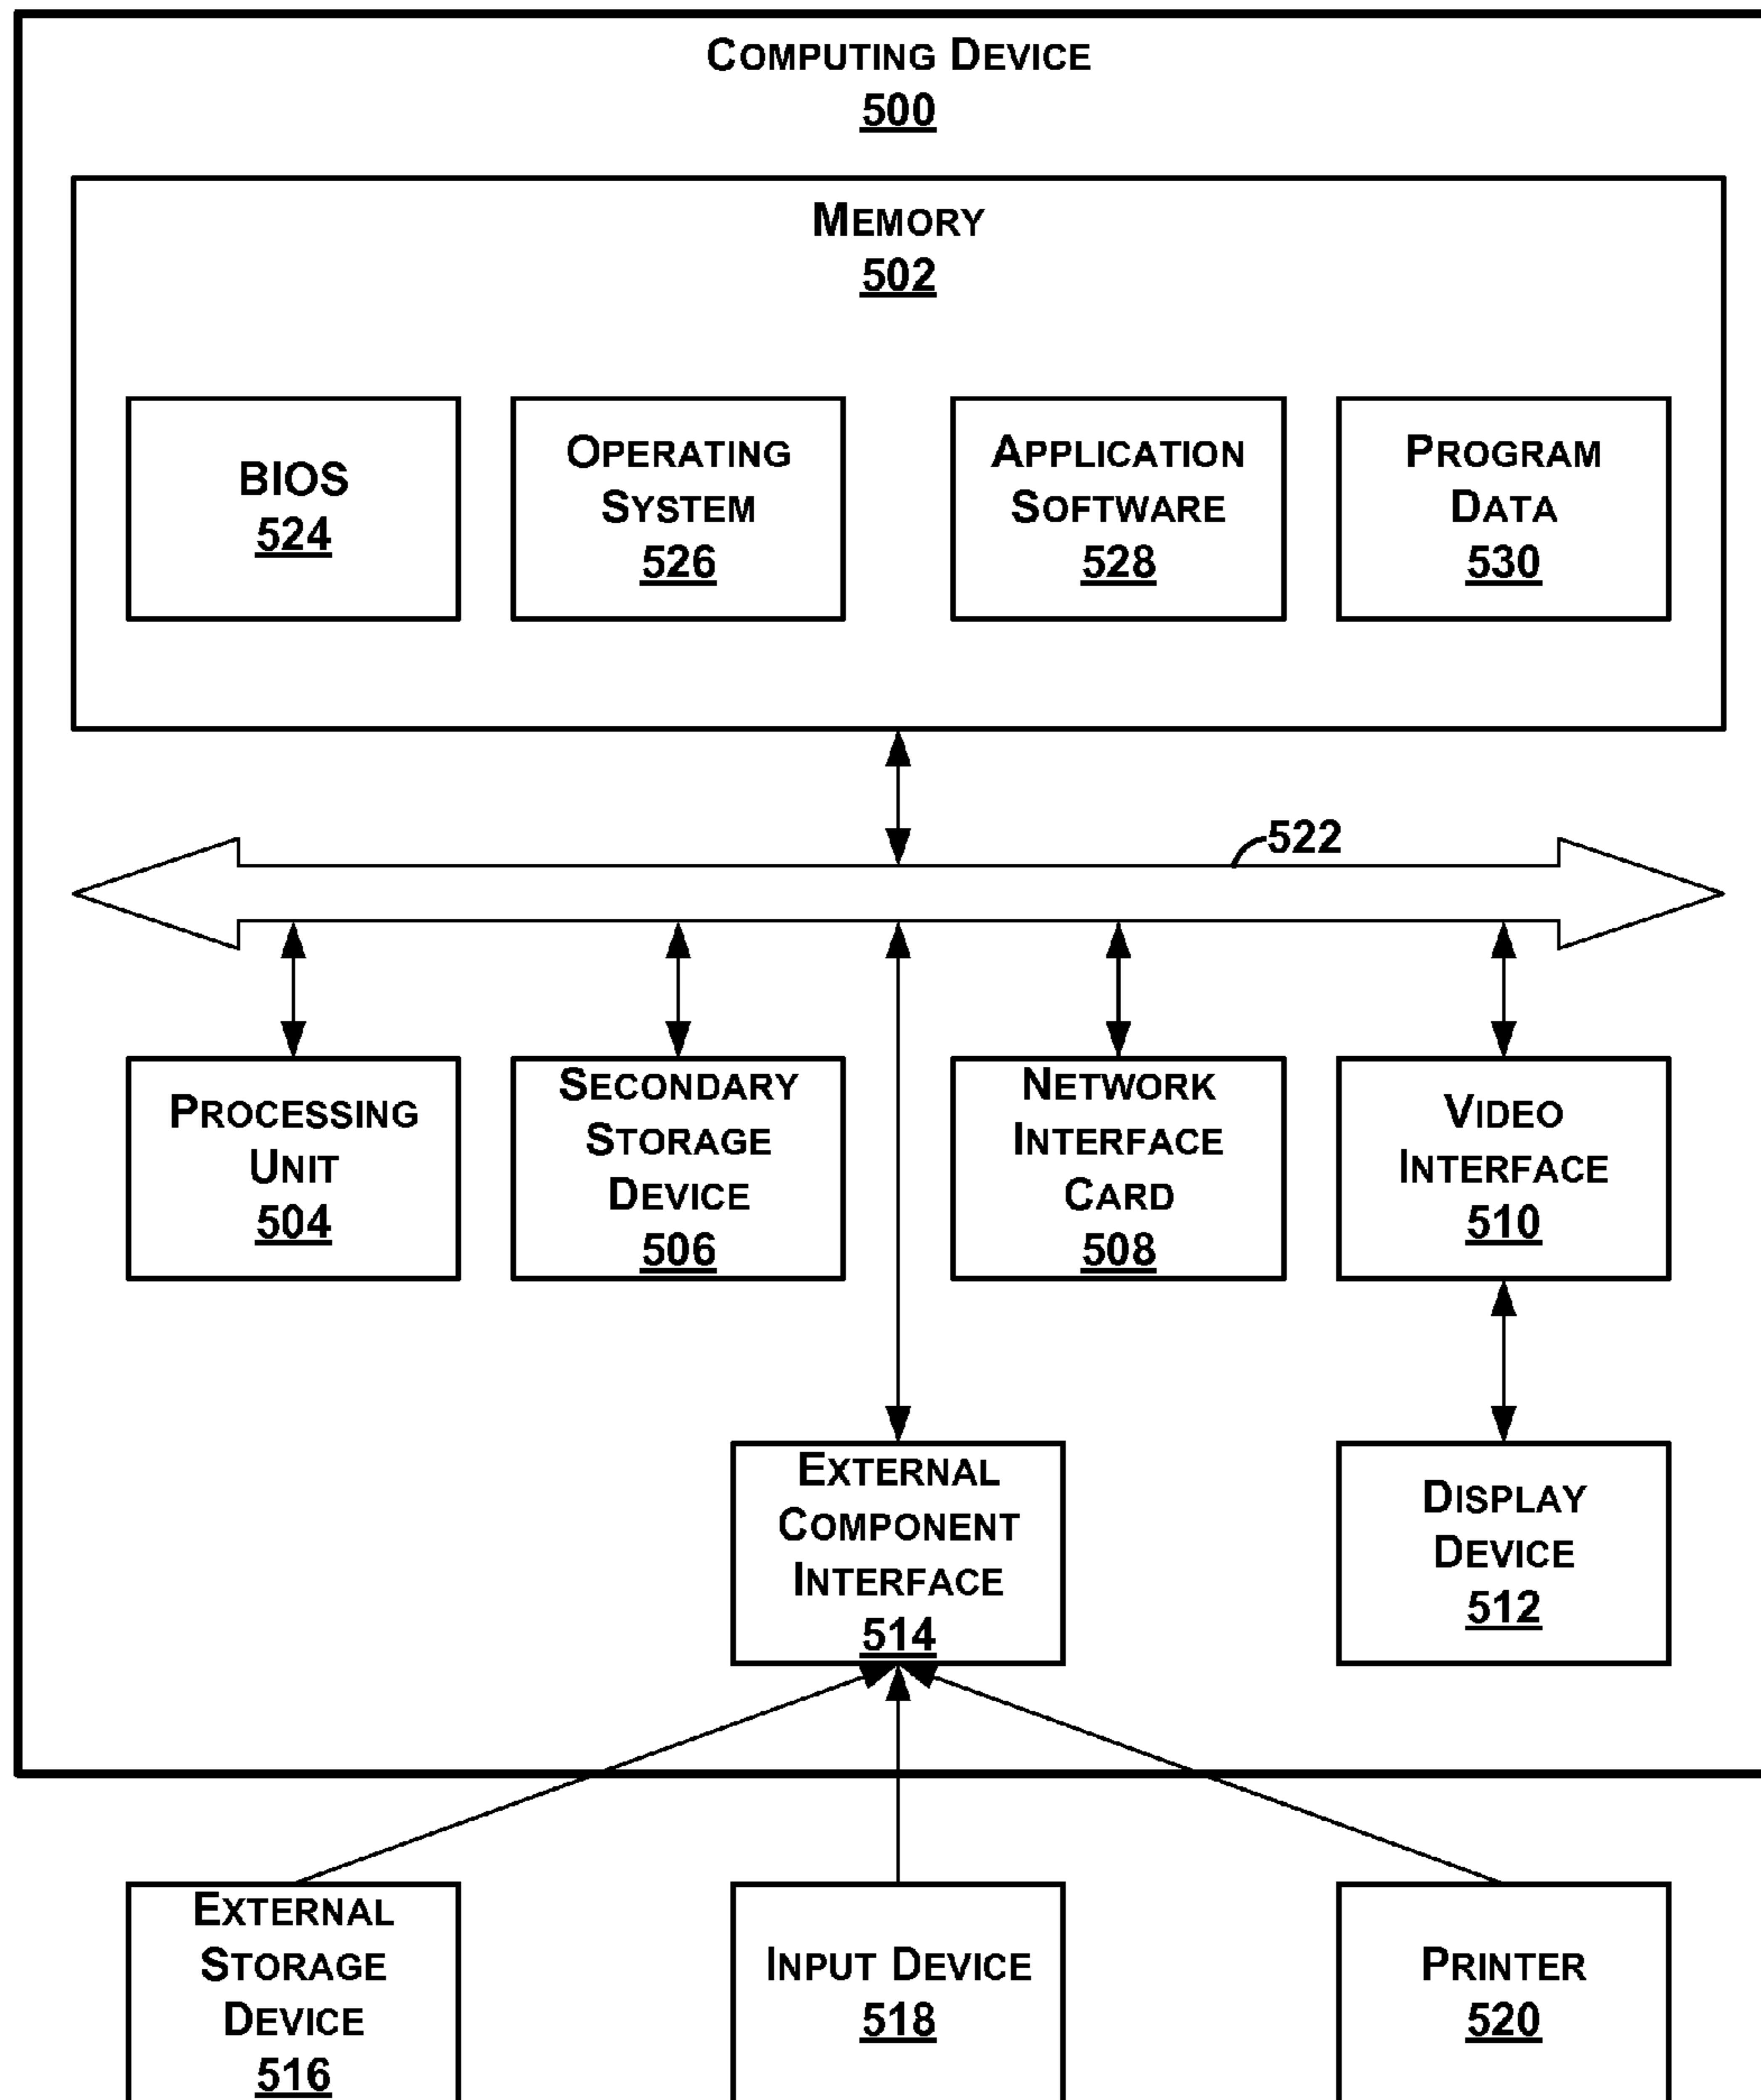 COMPUTING DEVICE
500
MEMORY
502
BIOS
524
OPERATING
SYSTEM
526
APPLICATION
SOFTWARE
528
PROGRAM
DATA
530
522
PROCESSING
UNIT
504
SECONDARY
STORAGE
DEVICE
506
NETWORK
INTERFACE
CARD
508
VIDEO
INTERFACE
510
EXTERNAL
COMPONENT
INTERFACE
514
DISPLAY
DEVICE
512
EXTERNAL
STORAGE
DEVICE
516
INPUT DEVICE
518
PRINTER
520